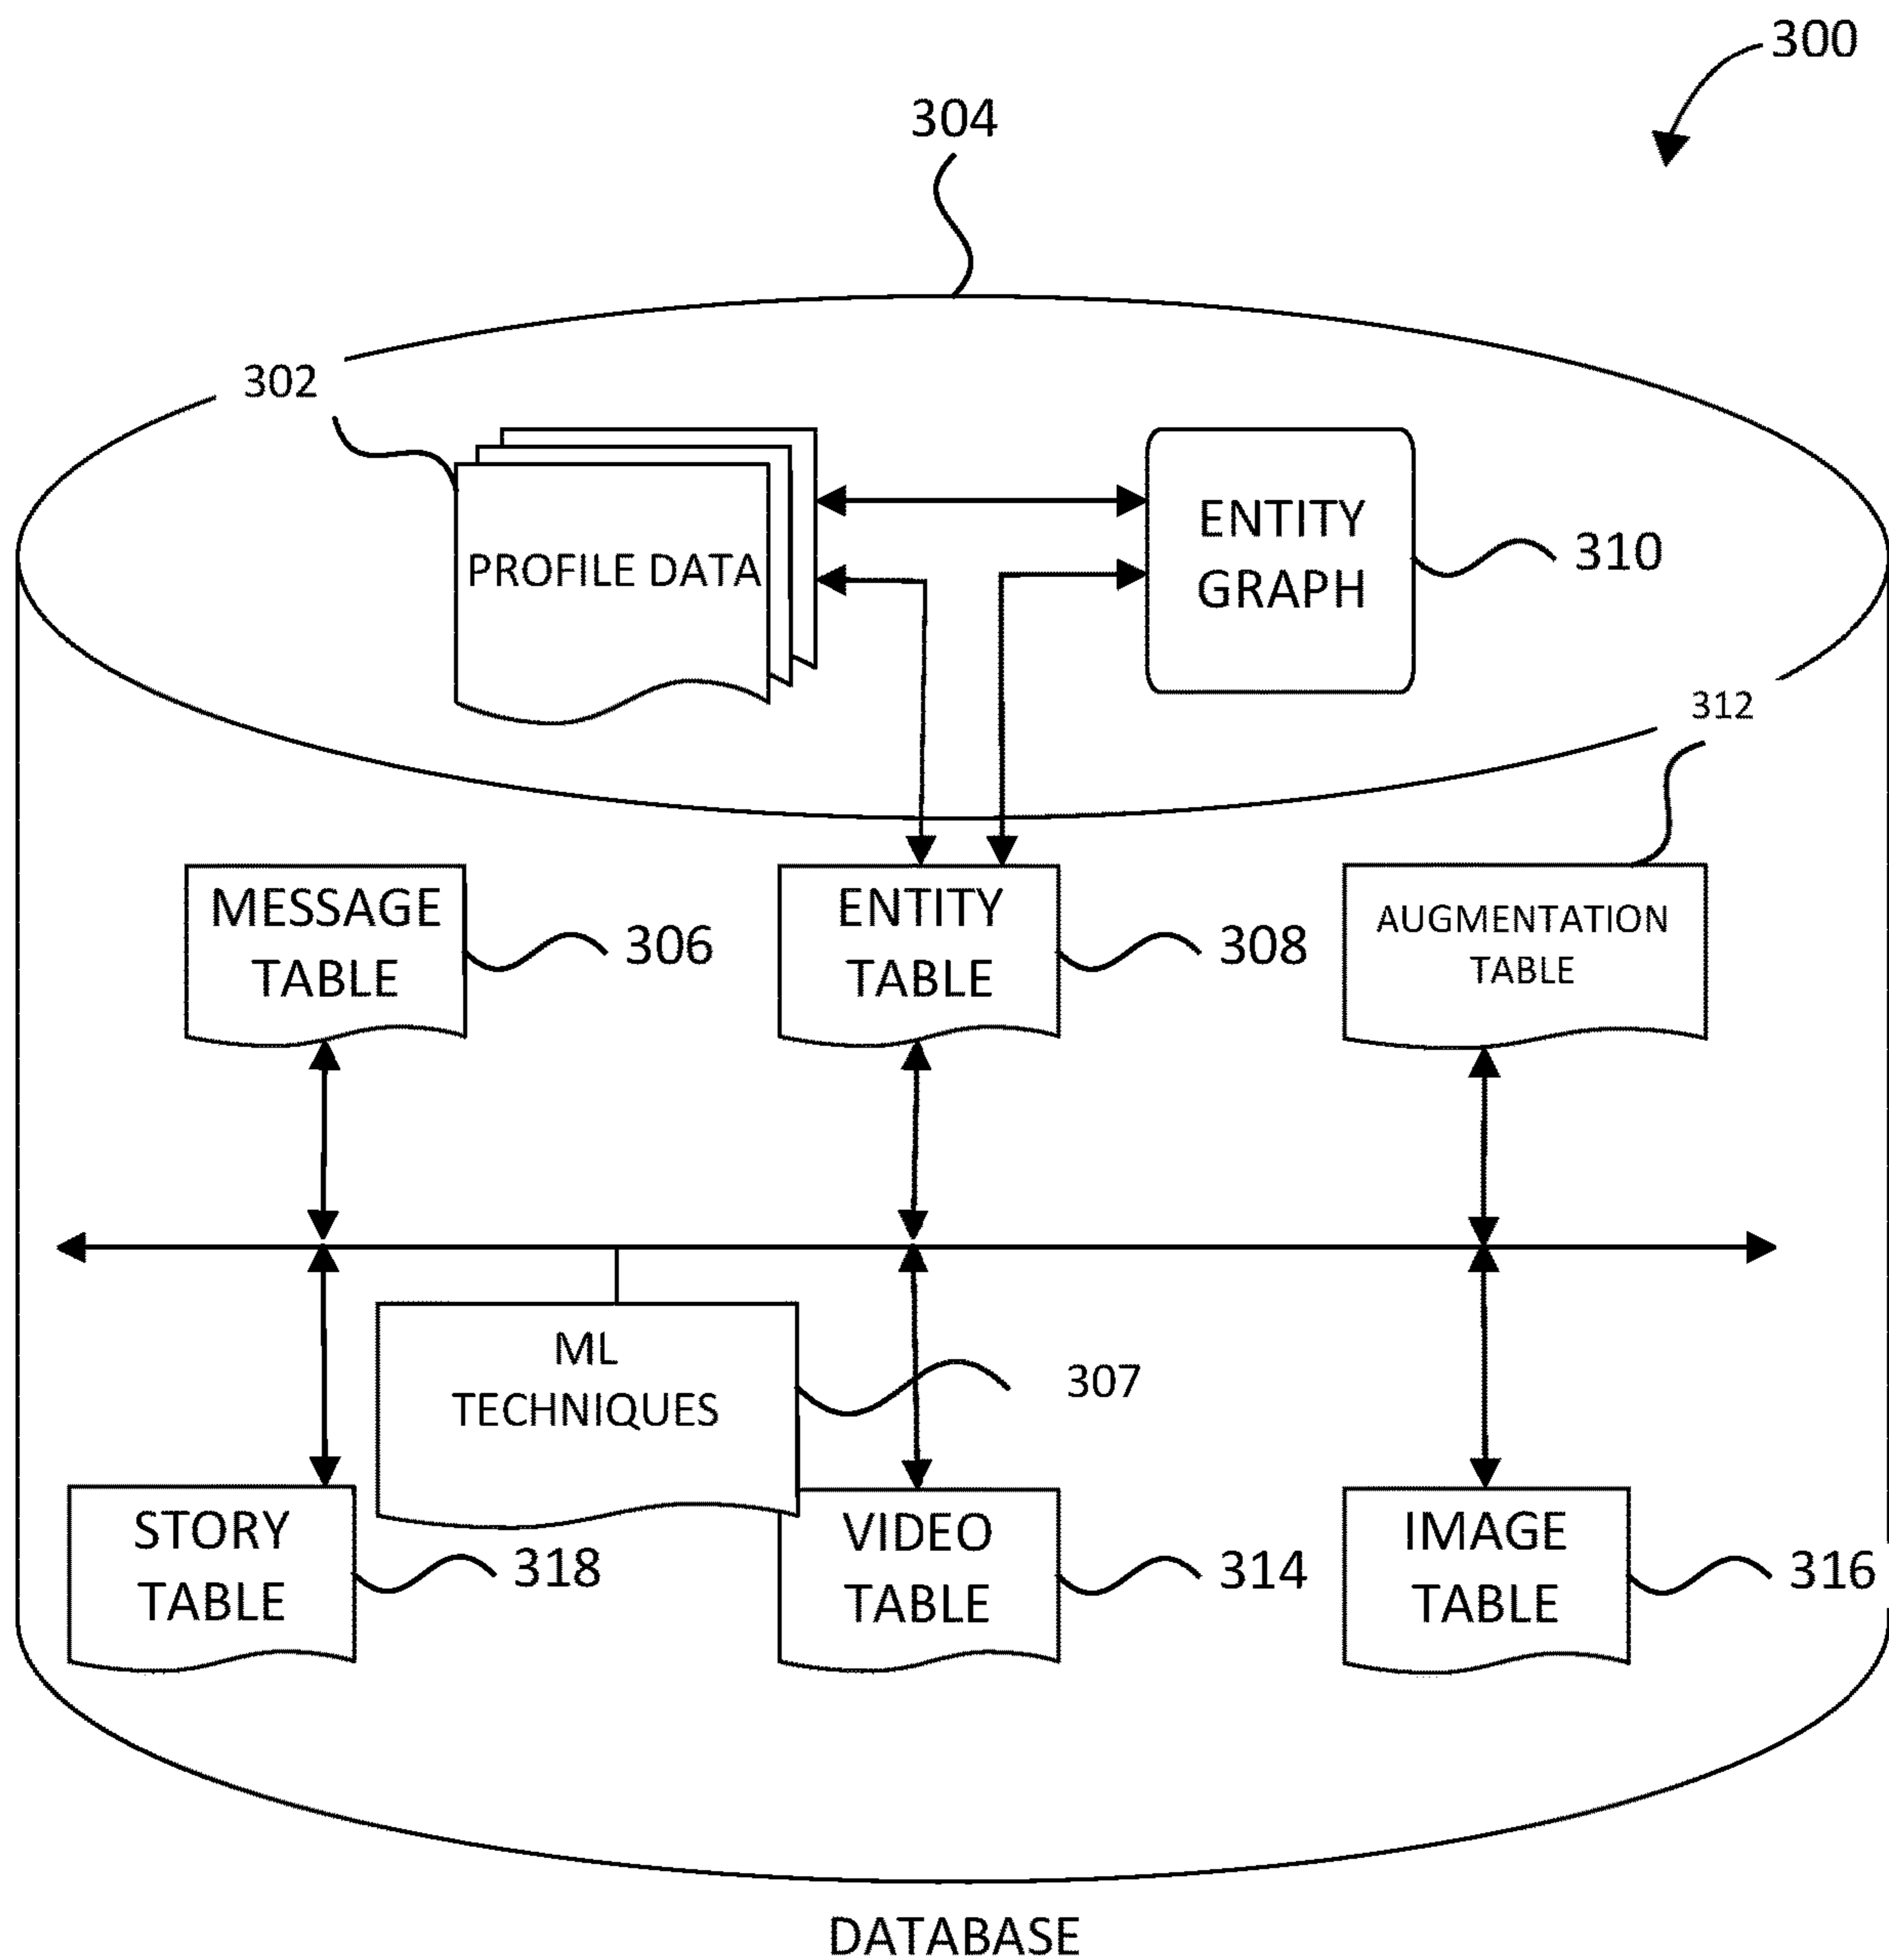 300
304
302
PROFILE DATA
ENTITY
GRAPH
310
312
MESSAGE
TABLE
306
ENTITY
TABLE
308
AUGMENTATION
TABLE
ML
TECHNIQUES
307
STORY
TABLE
318
VIDEO
TABLE
314
IMAGE
TABLE
316
DATABASE